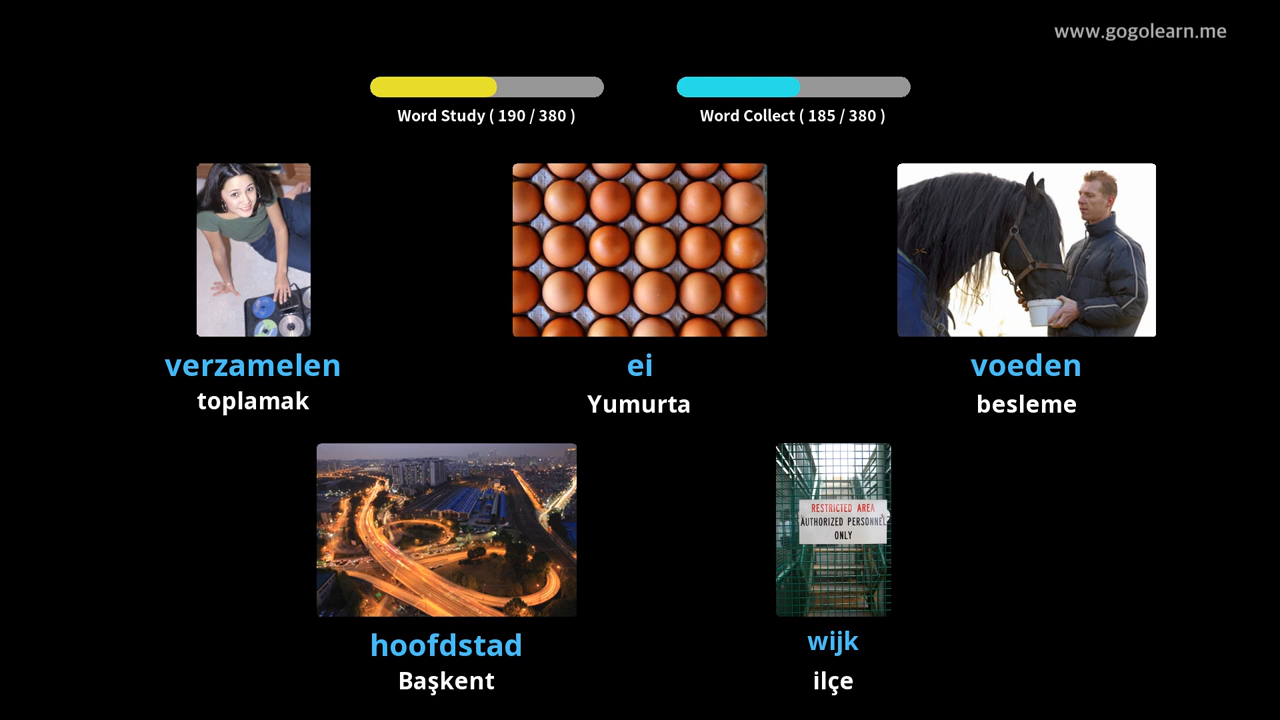 www.gogolearn.me
Word Study ( 190 / 380 )
Word Collect ( 185 / 380 )
verzamelen
toplamak
ei
Yumurta
voeden
besleme
RESTRICTED AREA
AUTHORIZED PERSONNEL
ONLY
hoofdstad
Başkent
wijk
ilçe